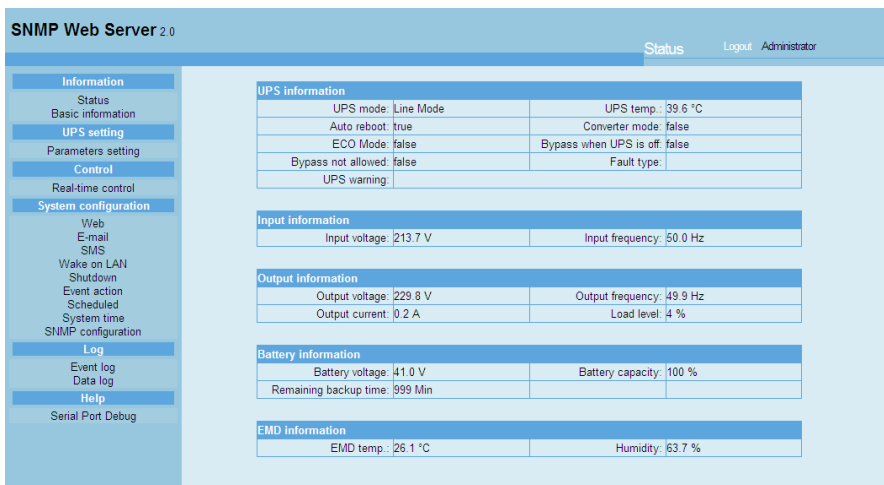 SNMP Web Server 2.0
Status Logout Administrator
Information
Status
Basic information
UPS setting
Parameters setting
Control
Real-time control
System configuration
Web
E-mail
SMS
Wake on LAN
Shutdown
Event action
Scheduled
System time
SNMP configuration
Log
Event log
Data log
Help
Serial Port Debug
UPS information
UPS mode: Line Mode UPS temp.: 39.6 °C
Auto reboot: true Converter mode: false
ECO Mode: false Bypass when UPS is off: false
Bypass not allowed: false Fault type:
UPS warning:
Input information
Input voltage: 213.7 V Input frequency: 50.0 Hz
Output information
Output voltage: 229.8 V Output frequency: 49.9 Hz
Output current: 0.2 A Load level: 4 %
Battery information
Battery voltage: 41.0 V Battery capacity: 100 %
Remaining backup time: 999 Min
EMD information
EMD temp.: 26.1 °C Humidity: 63.7 %